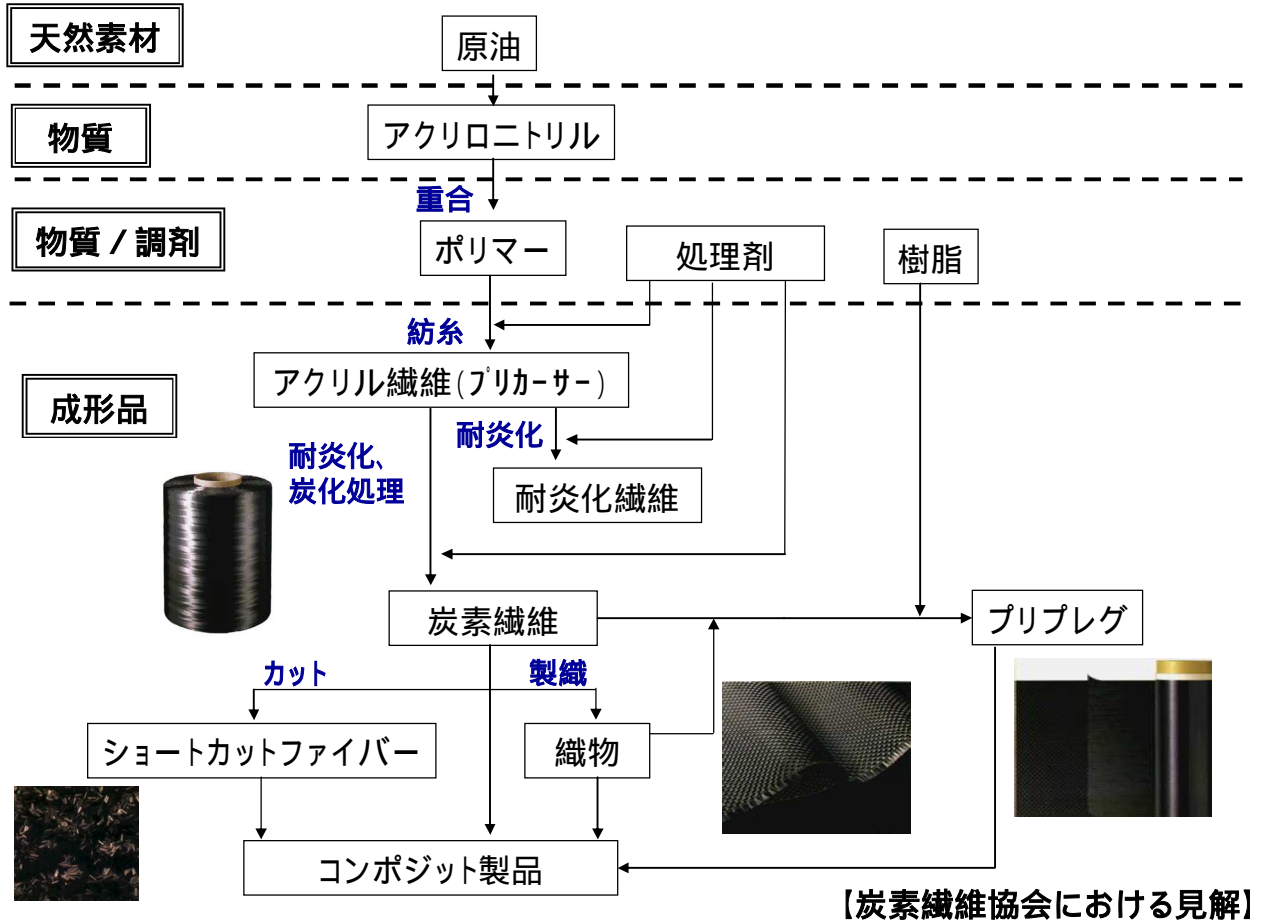 天然素材
原油
物質
アクリロニトリル
重合
物質 / 調剤
ポリマー
処理剤
樹脂
紡糸
アクリル繊維(プリカーサー)
成形品
耐炎化
耐炎化、
炭化処理
耐炎化繊維
炭素繊維
プリプレグ
カット
製織
ショートカットファイバー
織物
コンポジット製品
【炭素繊維協会における見解】